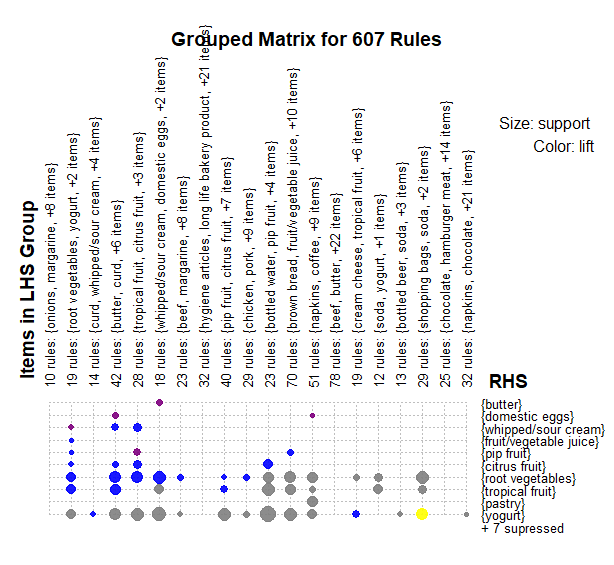 Grouped Matrix for 607 Rules
Size: support
Color: lift
Items in LHS Group
10 rules: {onions, margarine, +8 items}
19 rules: {root vegetables, yogurt, +2 items}
14 rules: {curd, whipped/sour cream, +4 items}
42 rules: {butter, curd, +6 items}
28 rules: {tropical fruit, citrus fruit, +3 items}
18 rules: {whipped/sour cream, domestic eggs, +2 items}
23 rules: {beef, margarine, +8 items}
32 rules: {hygiene articles, long life bakery product, +21 items}
40 rules: {pip fruit, citrus fruit, +7 items}
29 rules: {chicken, pork, +9 items}
23 rules: {bottled water, pip fruit, +4 items}
70 rules: {brown bread, fruit/vegetable juice, +10 items}
51 rules: {napkins, coffee, +9 items}
78 rules: {beef, butter, +22 items}
19 rules: {cream cheese, tropical fruit, +6 items}
12 rules: {soda, yogurt, +1 items}
13 rules: {bottled beer, soda, +3 items}
29 rules: {shopping bags, soda, +2 items}
25 rules: {chocolate, hamburger meat, +14 items}
32 rules: {napkins, chocolate, +21 items}
RHS
{butter}
{domestic eggs}
{whipped/sour cream}
{fruit/vegetable juice}
{pip fruit}
{citrus fruit}
{root vegetables}
{tropical fruit}
{pastry}
{yogurt}
+ 7 supressed